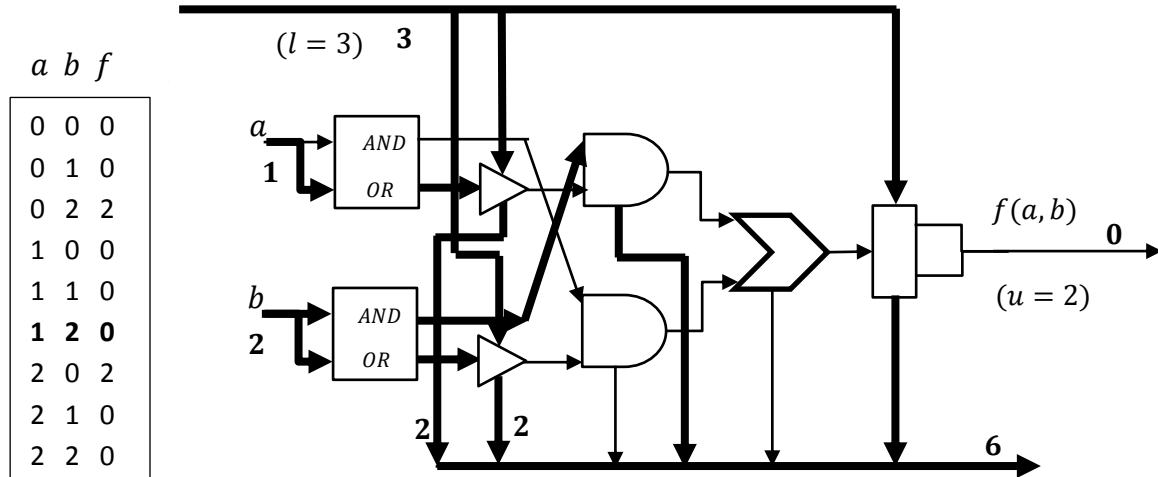 (l = 3) 3
a b f
0 0 0
0 1 0
0 2 2
1 0 0
1 1 0
1 2 0
2 0 2
2 1 0
2 2 0
a
1
AND
OR
b
2
AND
OR
f(a, b)
0
(u = 2)
2
2
6